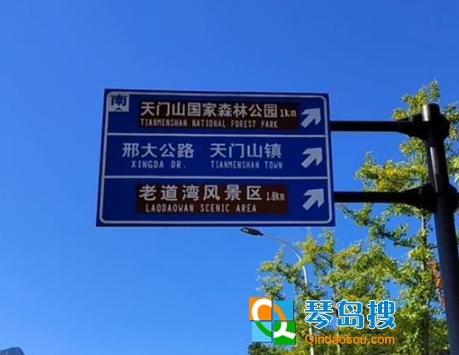 南
天门山国家森林公园 1km
TIANMENSHAN NATIONAL FOREST PARK
邢大公路 天门山镇
XINGDA DR. TIANMENSHAN TOWN
老道湾风景区 1.8km
LAODAOWAN SCENIC AREA
琴岛搜
Qindaosou.com